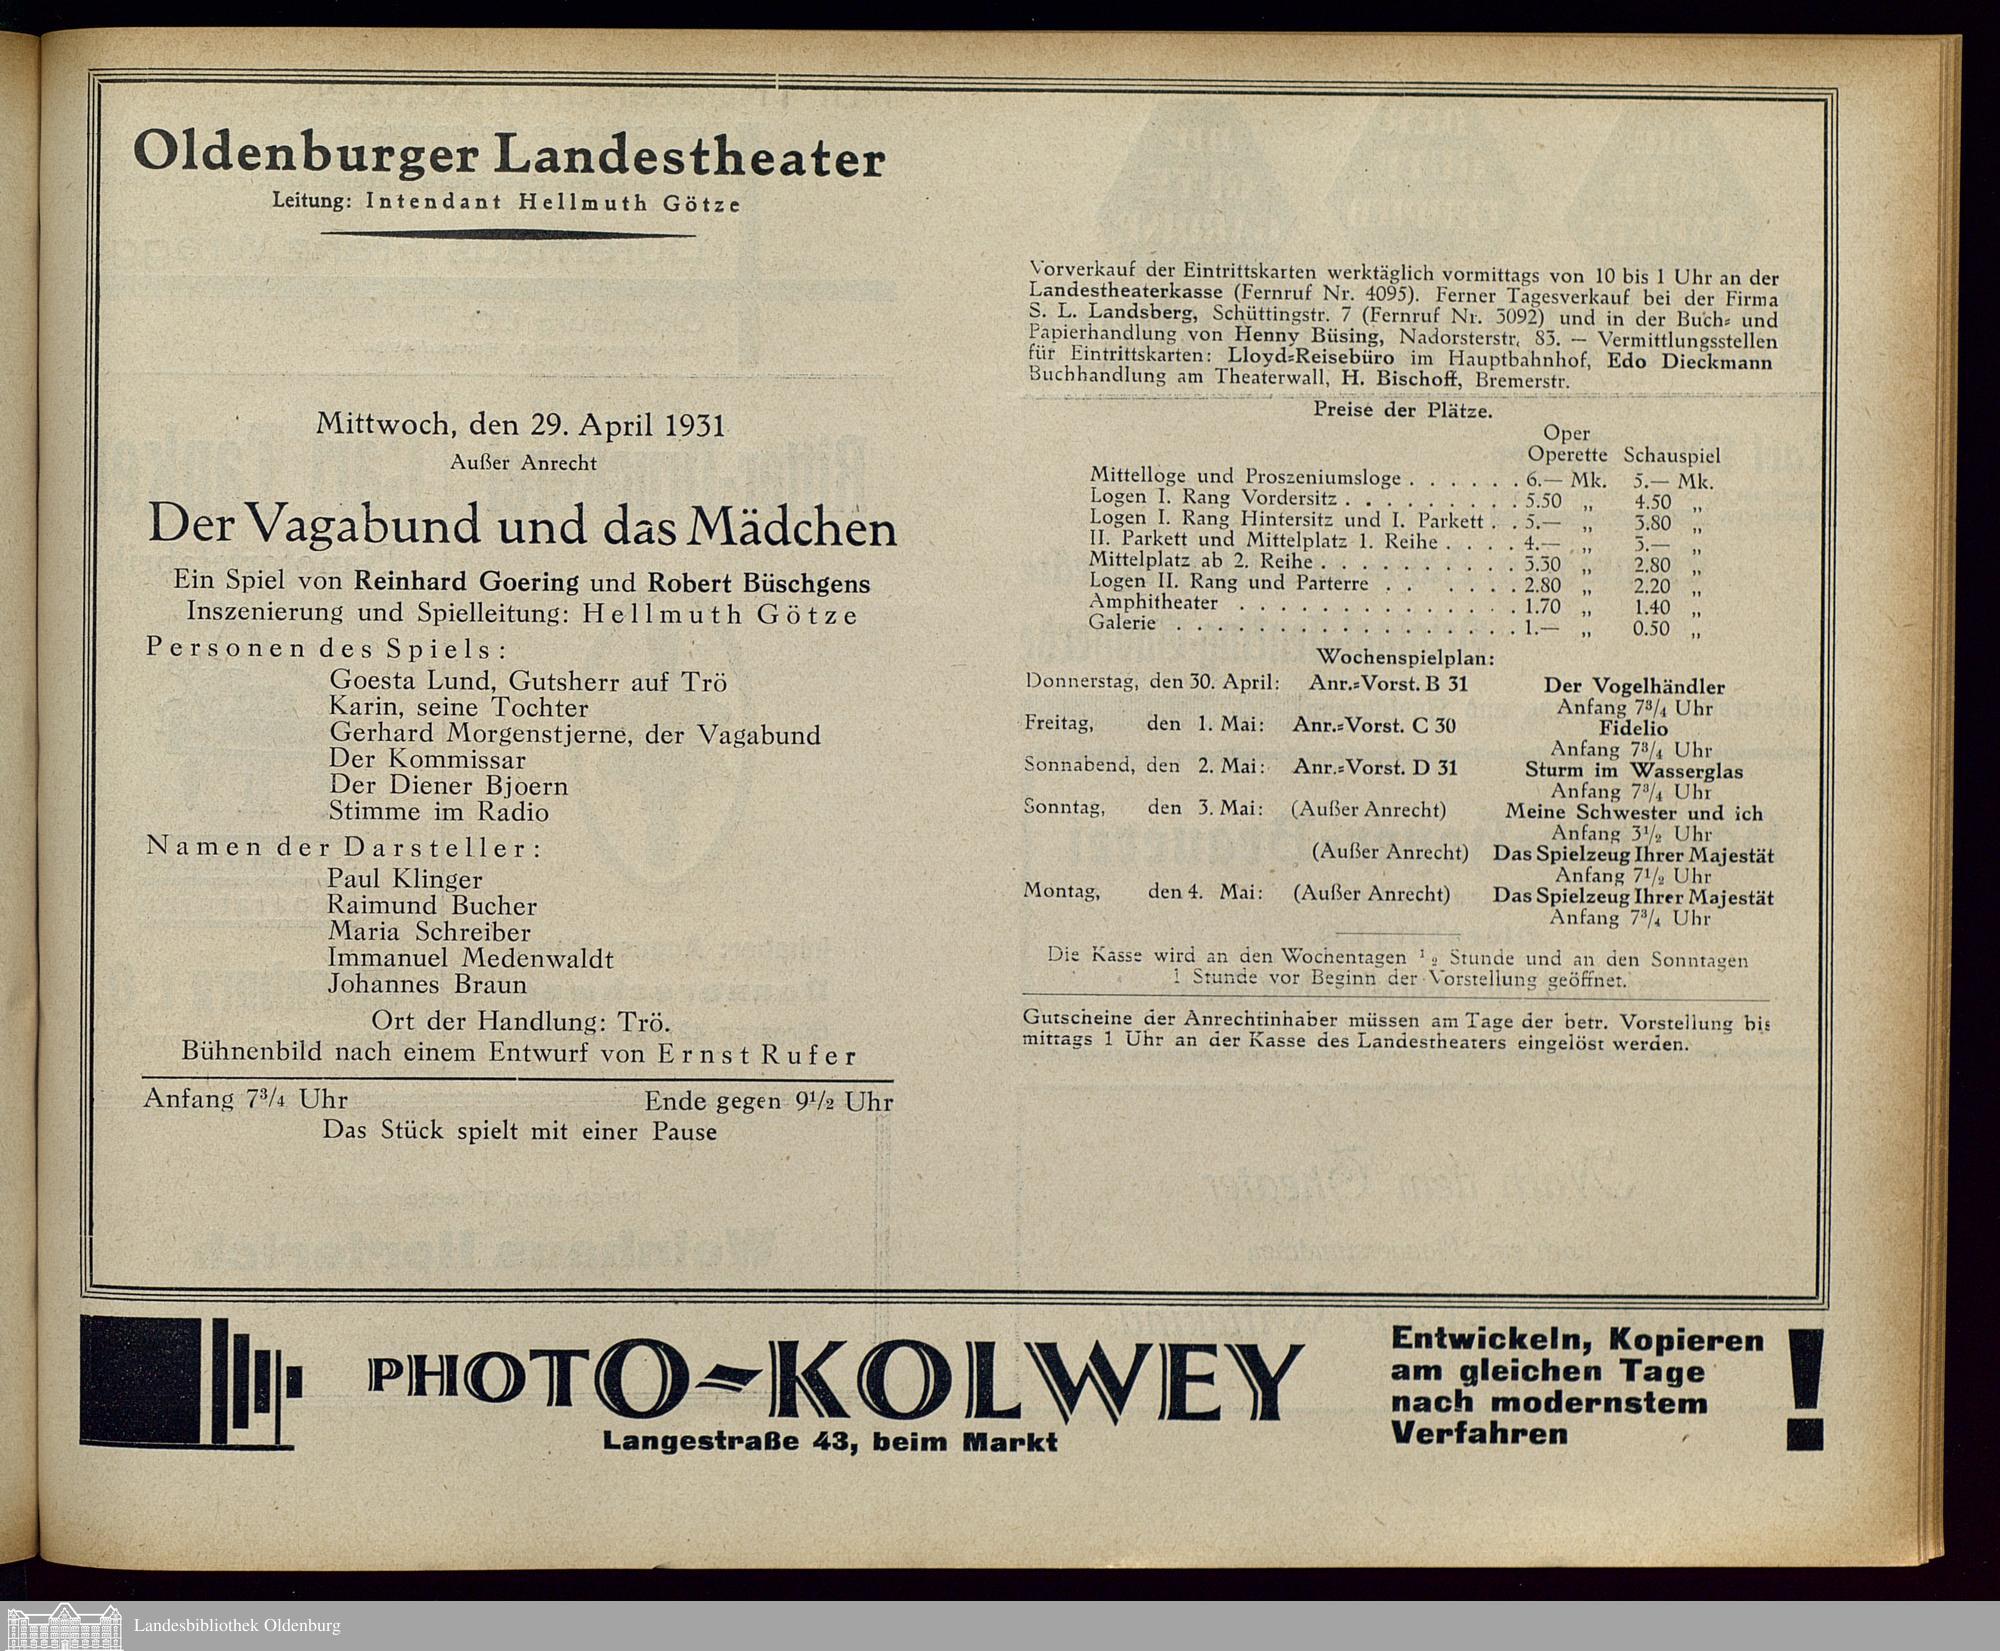 Oldenburger Landestheater
Leitung: Intendant Hellmuth Götze
Mittwoch, den 29. April 1931
Außer Anrecht
Der Vagabund und das Mädchen
Ein Spiel von Reinhard Goering und Robert Büschgens
Inszenierung und Spielleitung: Hellmuth Götze
Personen des Spiels:
Goesta Lund, Gutsherr auf Trö
Karin, seine Tochter
Gerhard Morgenstjerne, der Vagabund
Der Kommissar
Der Diener Bjoern
Stimme im Radio
Namen der Darsteller:
Paul Klinger
Raimund Bucher
Maria Schreiber
Immanuel Medenwaldt
Johannes Braun
Ort der Handlung: Trö.
Bühnenbild nach einem Entwurf von Ernst Rufer
Anfang 7³/₄ Uhr Ende gegen 9¹/₂ Uhr
Das Stück spielt mit einer Pause
Vorverkauf der Eintrittskarten werktäglich vormittags von 10 bis 1 Uhr an der
Landestheaterkasse (Fernruf Nr. 4095). Ferner Tagesverkauf bei der Firma
S. L. Landsberg, Schüttingstr. 7 (Fernruf Nr. 3092) und in der Buch- und
Papierhandlung von Henny Büsing, Nadorsterstr. 83. — Vermittlungsstellen
für Eintrittskarten: Lloyd-Reisebüro im Hauptbahnhof, Edo Dieckmann
Buchhandlung am Theaterwall, H. Bischoff, Bremerstr.
Preise der Plätze.
Oper
Operette Schauspiel
Mittelloge und Proszeniumsloge . . . . . . 6.— Mk. 5.— Mk.
Logen I. Rang Vordersitz . . . . . . . . . 5.50 „ 4.50 „
Logen I. Rang Hintersitz und I. Parkett . . 5.— „ 3.80 „
II. Parkett und Mittelplatz 1. Reihe . . . . 4.— „ 3.— „
Mittelplatz ab 2. Reihe . . . . . . . . . . 3.30 „ 2.80 „
Logen II. Rang und Parterre . . . . . . 2.80 „ 2.20 „
Amphitheater . . . . . . . . . . . . . . 1.70 „ 1.40 „
Galerie . . . . . . . . . . . . . . . . . 1.— „ 0.50 „
Wochenspielplan:
Donnerstag, den 30. April: Anr.-Vorst. B 31 Der Vogelhändler
Anfang 7³/₄ Uhr
Freitag, den 1. Mai: Anr.-Vorst. C 30 Fidelio
Anfang 7³/₄ Uhr
Sonnabend, den 2. Mai: Anr.-Vorst. D 31 Sturm im Wasserglas
Anfang 7³/₄ Uhr
Sonntag, den 3. Mai: (Außer Anrecht) Meine Schwester und ich
Anfang 3¹/₂ Uhr
(Außer Anrecht) Das Spielzeug Ihrer Majestät
Anfang 7¹/₂ Uhr
Montag, den 4. Mai: (Außer Anrecht) Das Spielzeug Ihrer Majestät
Anfang 7³/₄ Uhr
Die Kasse wird an den Wochentagen ¹/₂ Stunde und an den Sonntagen
1 Stunde vor Beginn der Vorstellung geöffnet.
Gutscheine der Anrechtinhaber müssen am Tage der betr. Vorstellung bis
mittags 1 Uhr an der Kasse des Landestheaters eingelöst werden.
PHOTO-KOLWEY
Langestraße 43, beim Markt
Entwickeln, Kopieren
am gleichen Tage
nach modernstem
Verfahren !
Landesbibliothek Oldenburg